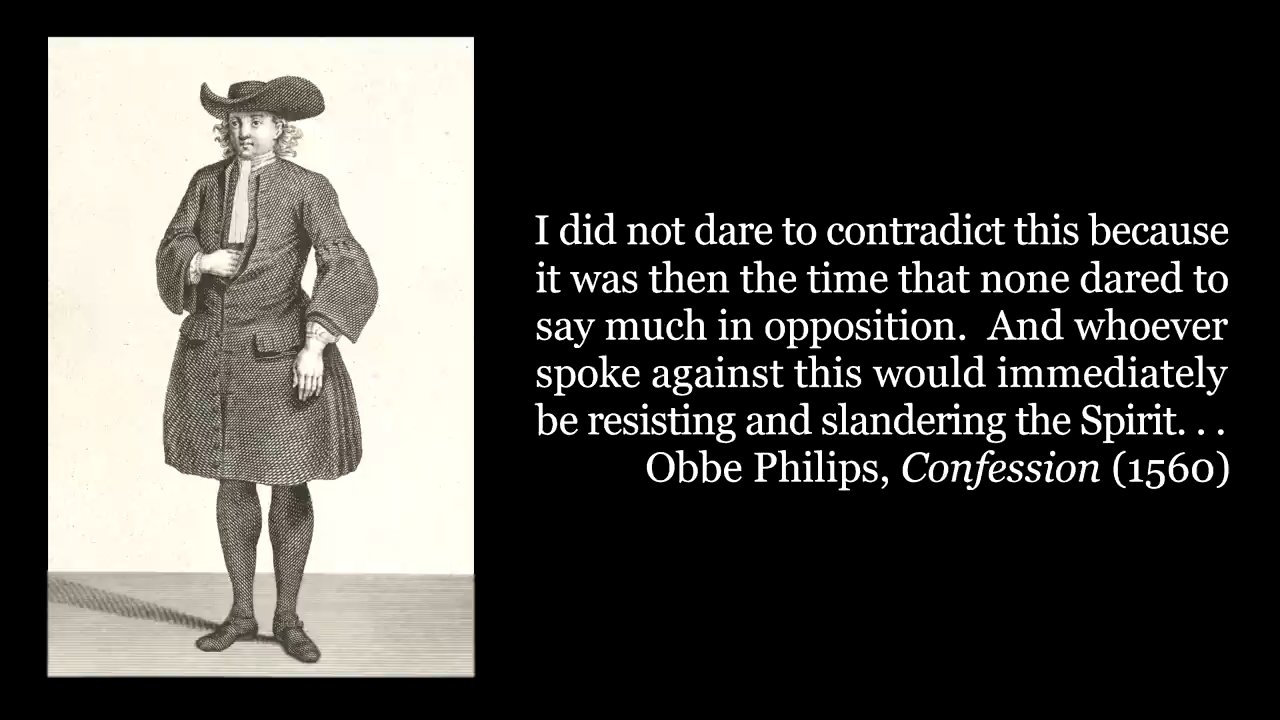 I did not dare to contradict this because
it was then the time that none dared to
say much in opposition.  And whoever
spoke against this would immediately
be resisting and slandering the Spirit. . .
Obbe Philips, Confession (1560)